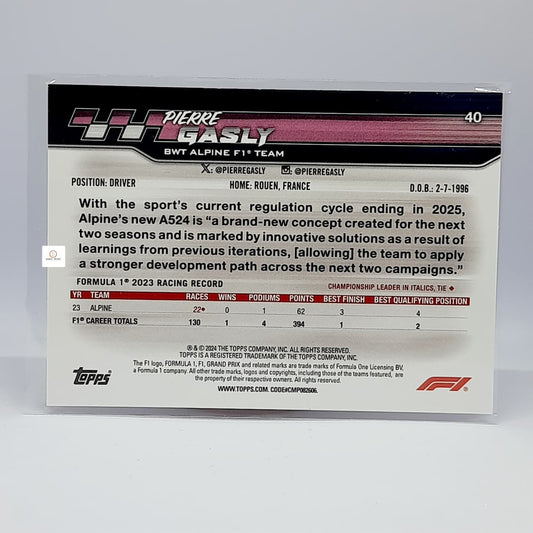 PIERRE
GASLY
40
BWT ALPINE F1® TEAM
X: @PIERREGASLY : @PIERREGASLY
POSITION: DRIVER HOME: ROUEN, FRANCE D.O.B.: 2-7-1996
With the sport's current regulation cycle ending in 2025,
Alpine's new A524 is "a brand-new concept created for the next
two seasons and is marked by innovative solutions as a result of
learnings from previous iterations, [allowing] the team to apply
a stronger development path across the next two campaigns."
FORMULA 1® 2023 RACING RECORD CHAMPIONSHIP LEADER IN ITALICS, TIE ♦
YR TEAM RACES WINS PODIUMS POINTS BEST FINISH BEST QUALIFYING POSITION
23 ALPINE 22♦ 0 1 62 3 4
F1® CAREER TOTALS 130 1 4 394 1 2
® & © 2024 THE TOPPS COMPANY, INC. ALL RIGHTS RESERVED.
TOPPS IS A REGISTERED TRADEMARK OF THE TOPPS COMPANY, INC.
The F1 logo, FORMULA 1, F1, GRAND PRIX and related marks are trade marks of Formula One Licensing BV,
a Formula 1 company. All other trade marks, logos and copyrights, including those of the teams featured, are
the property of their respective owners. All rights reserved.
WWW.TOPPS.COM. CODE#CMP082606.
Topps
F1®